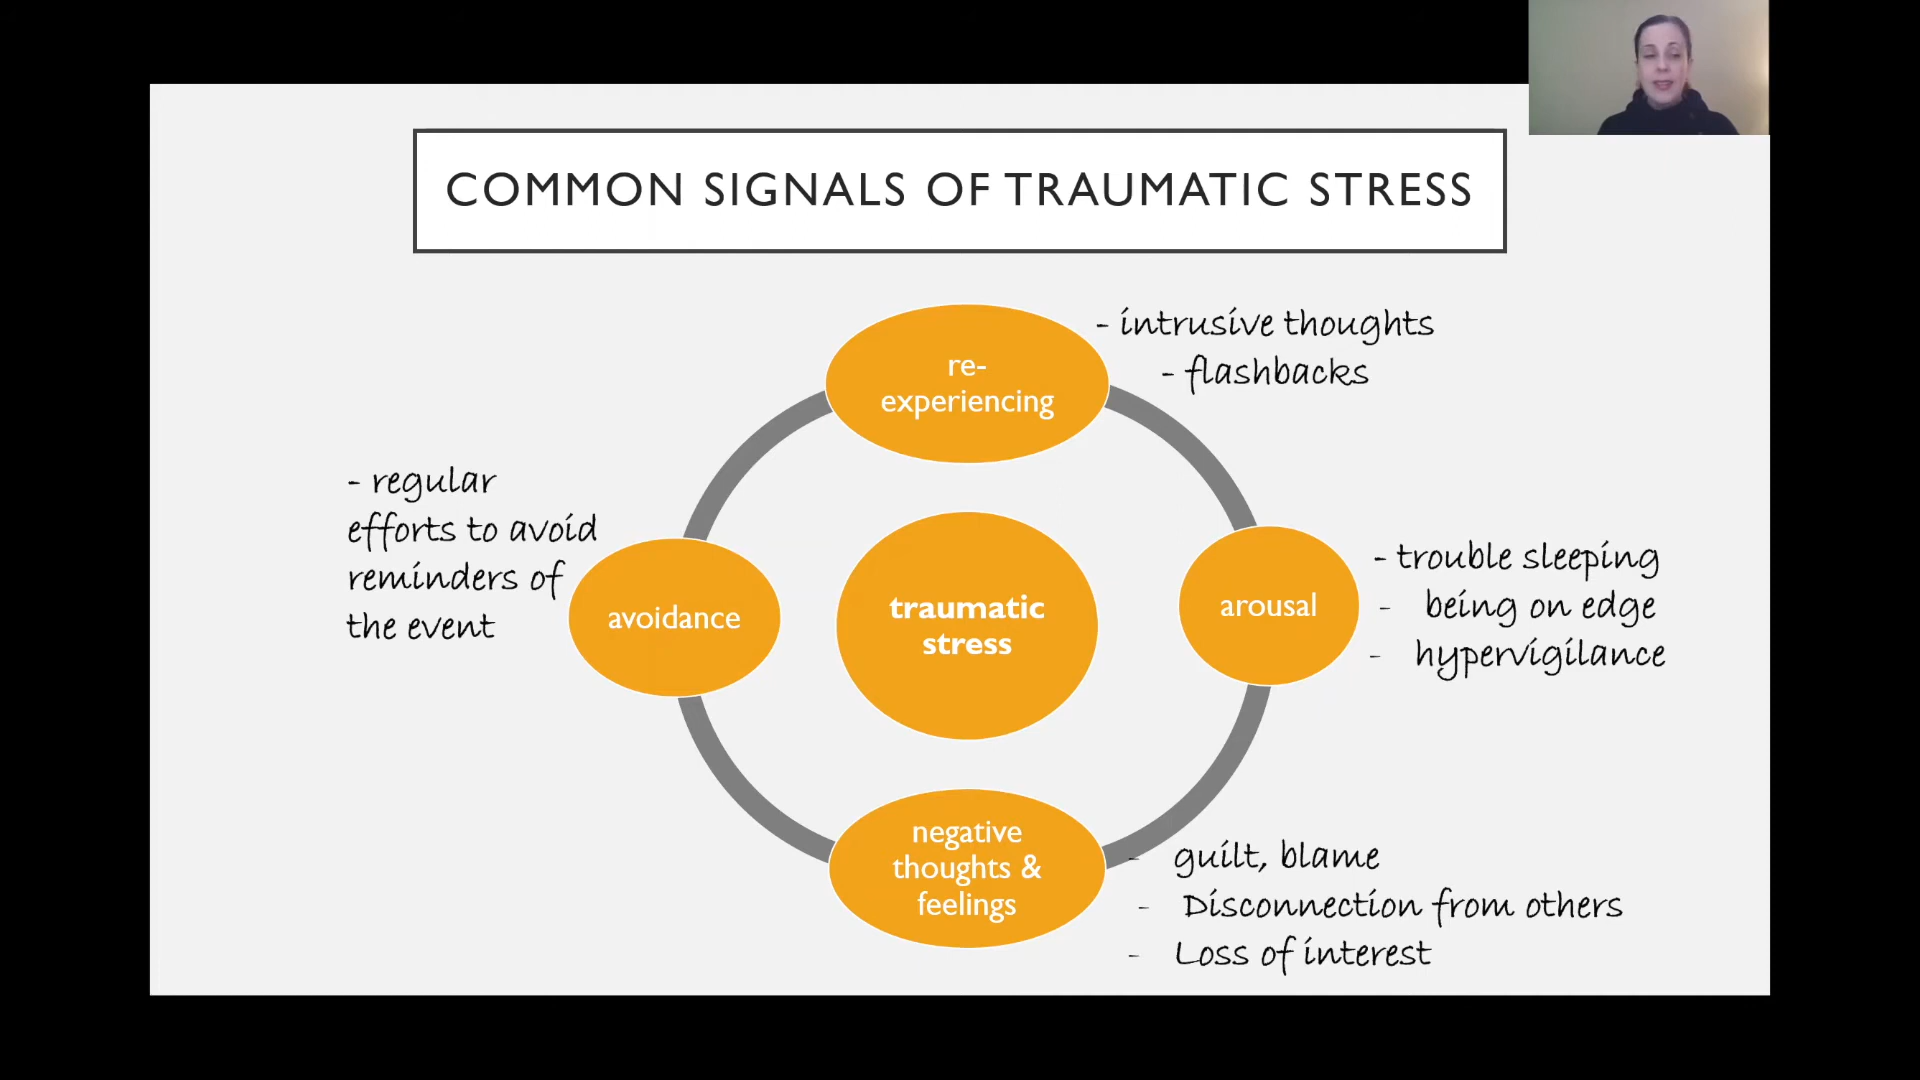 COMMON SIGNALS OF TRAUMATIC STRESS
re-
experiencing
- intrusive thoughts
- flashbacks
- regular
efforts to avoid
reminders of
the event
avoidance
traumatic
stress
arousal
- trouble sleeping
- being on edge
- hypervigilance
negative
thoughts &
feelings
- guilt, blame
- Disconnection from others
- Loss of interest